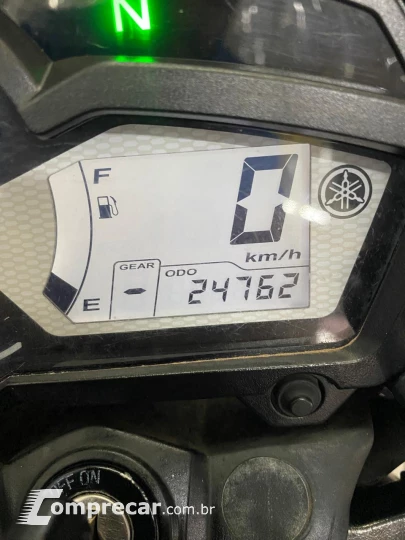 N
F
0
km/h
GEAR
-
ODO
24762
E
OFF ON
Comprecar
.com.br